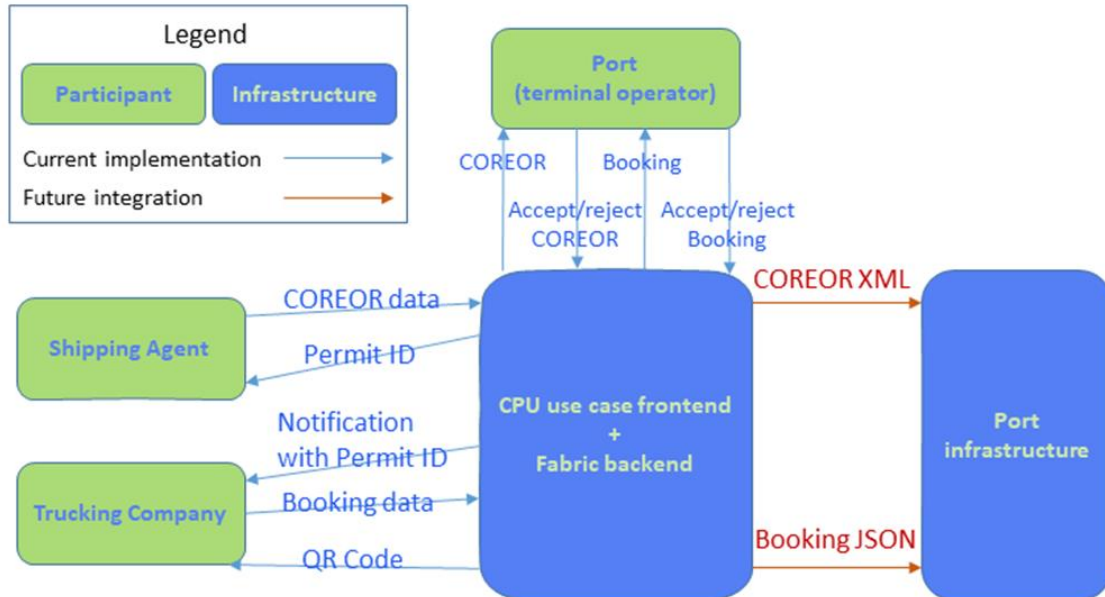 Legend
Participant
Infrastructure
Current implementation
Future integration
Port
(terminal operator)
COREOR
Booking
Accept/reject
COREOR
Accept/reject
Booking
COREOR data
Shipping Agent
Permit ID
Notification
with Permit ID
Trucking Company
Booking data
QR Code
CPU use case frontend
+
Fabric backend
COREOR XML
Port
infrastructure
Booking JSON